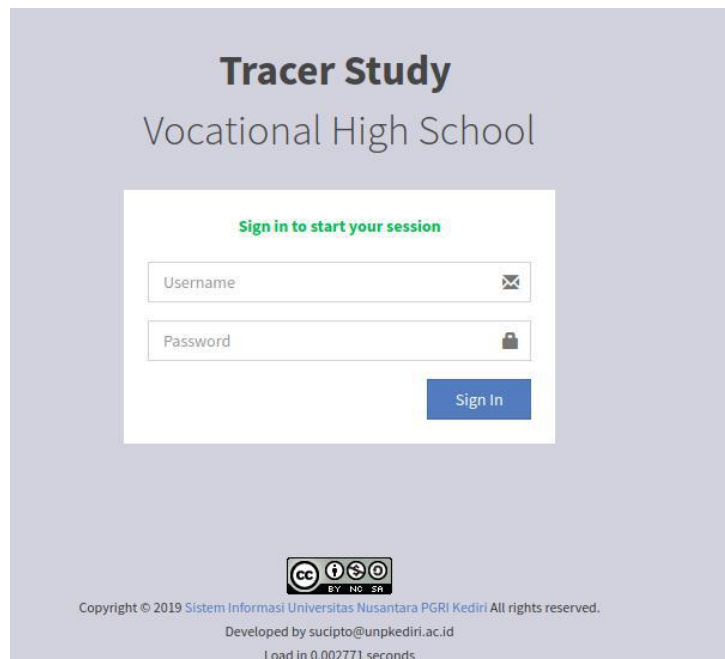 Tracer Study
Vocational High School
Sign in to start your session
Username
Password
Sign In
cc BY NC SA
Copyright © 2019 Sistem Informasi Universitas Nusantara PGRI Kediri All rights reserved.
Developed by sucipto@unpkediri.ac.id
Load in 0.002771 seconds